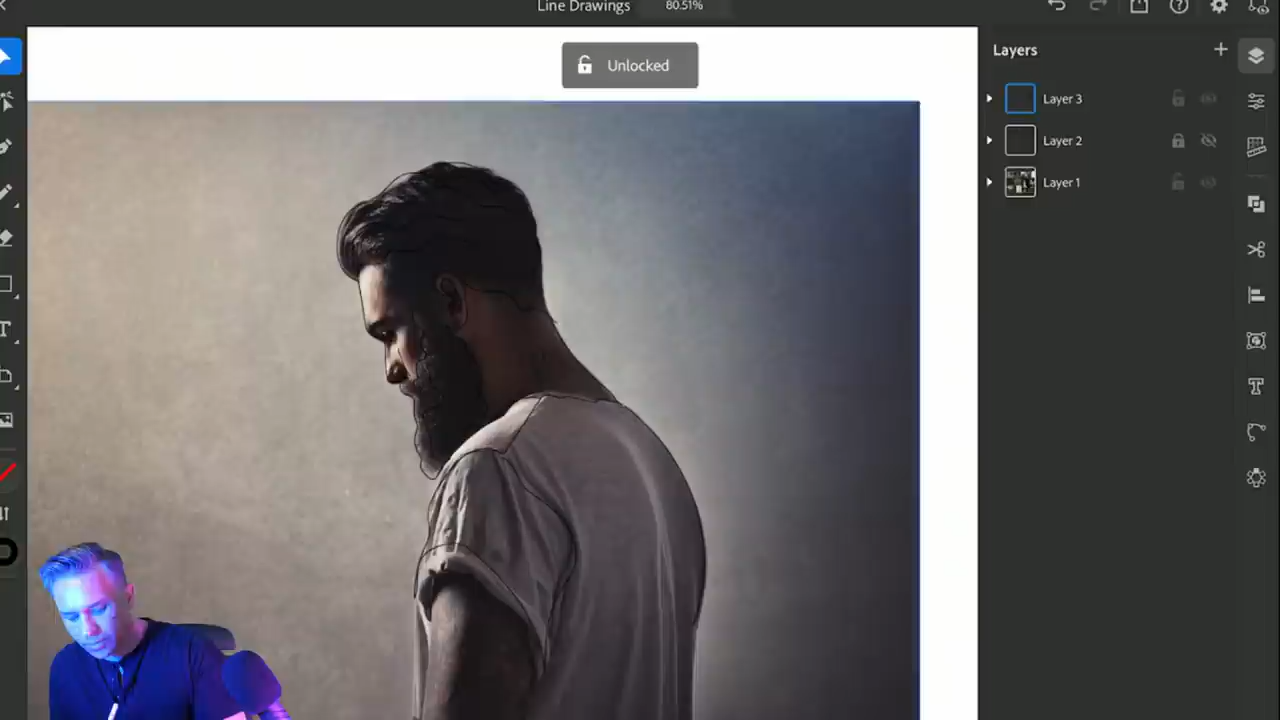 Line Drawings
80.51%
Unlocked
Layers
Layer 3
Layer 2
Layer 1